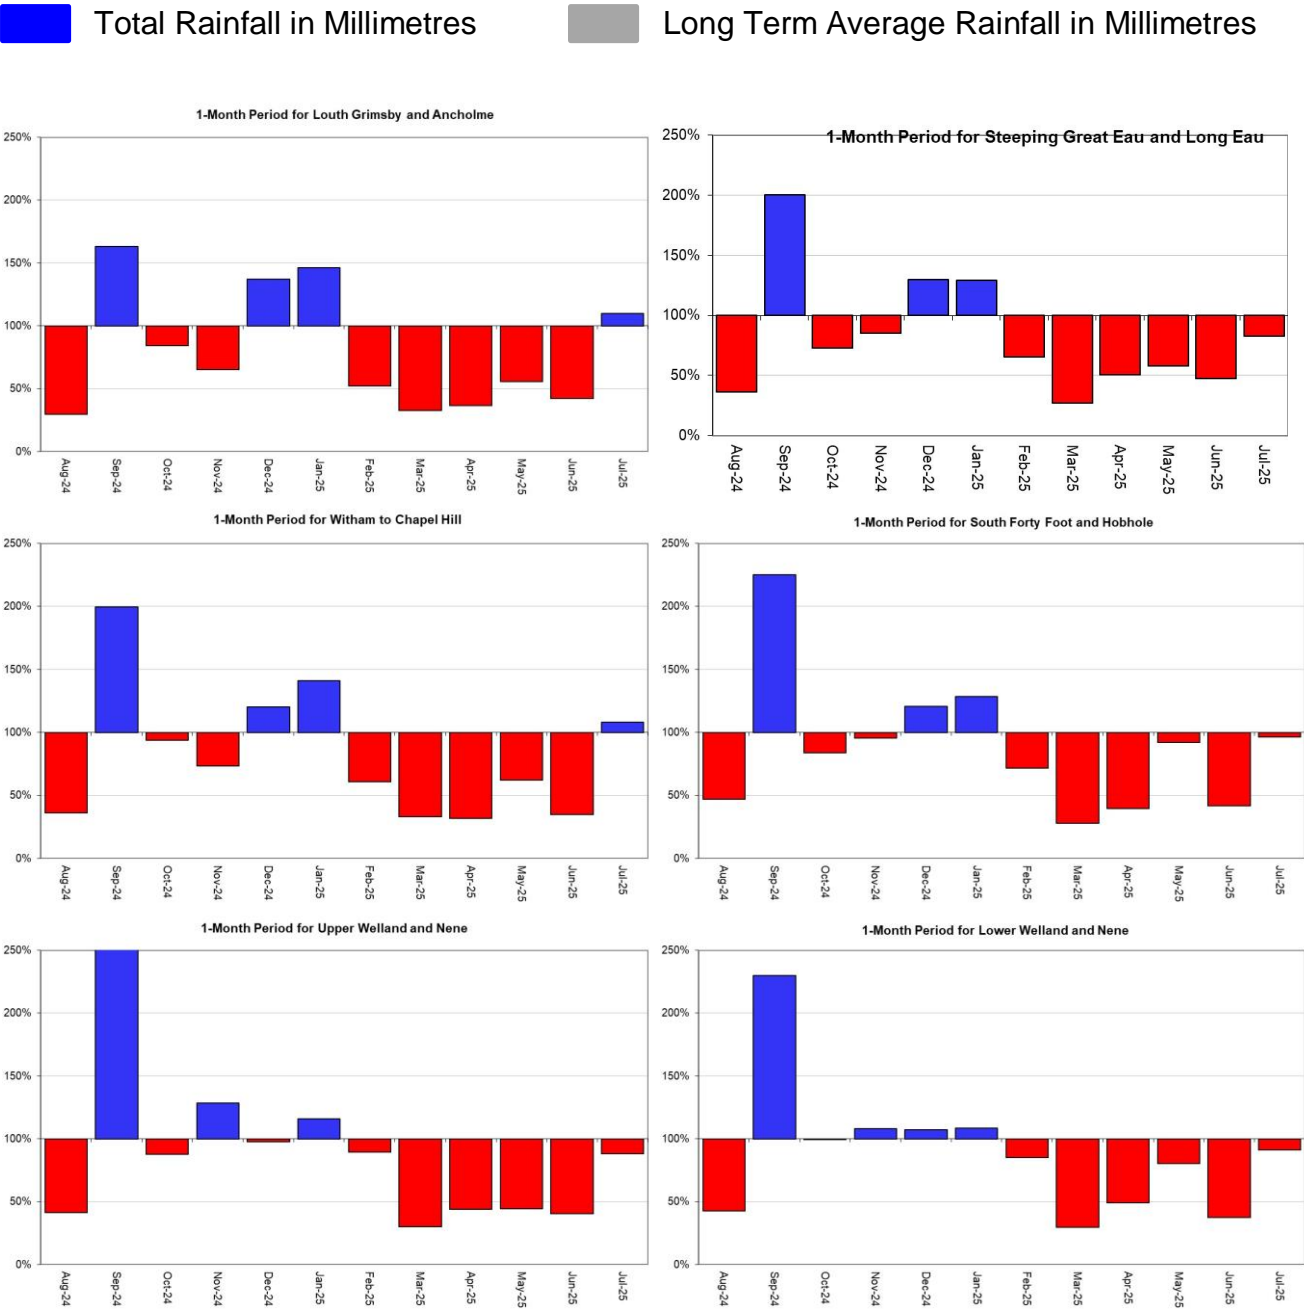 Total Rainfall in Millimetres
Long Term Average Rainfall in Millimetres
1-Month Period for Louth Grimsby and Ancholme
250%
200%
150%
100%
50%
0%
Aug-24
Sep-24
Oct-24
Nov-24
Dec-24
Jan-25
Feb-25
Mar-25
Apr-25
May-25
Jun-25
Jul-25
1-Month Period for Steeping Great Eau and Long Eau
250%
200%
150%
100%
50%
0%
Aug-24
Sep-24
Oct-24
Nov-24
Dec-24
Jan-25
Feb-25
Mar-25
Apr-25
May-25
Jun-25
Jul-25
1-Month Period for Witham to Chapel Hill
250%
200%
150%
100%
50%
0%
Aug-24
Sep-24
Oct-24
Nov-24
Dec-24
Jan-25
Feb-25
Mar-25
Apr-25
May-25
Jun-25
Jul-25
1-Month Period for South Forty Foot and Hobhole
250%
200%
150%
100%
50%
0%
Aug-24
Sep-24
Oct-24
Nov-24
Dec-24
Jan-25
Feb-25
Mar-25
Apr-25
May-25
Jun-25
Jul-25
1-Month Period for Upper Welland and Nene
250%
200%
150%
100%
50%
0%
Aug-24
Sep-24
Oct-24
Nov-24
Dec-24
Jan-25
Feb-25
Mar-25
Apr-25
May-25
Jun-25
Jul-25
1-Month Period for Lower Welland and Nene
250%
200%
150%
100%
50%
0%
Aug-24
Sep-24
Oct-24
Nov-24
Dec-24
Jan-25
Feb-25
Mar-25
Apr-25
May-25
Jun-25
Jul-25